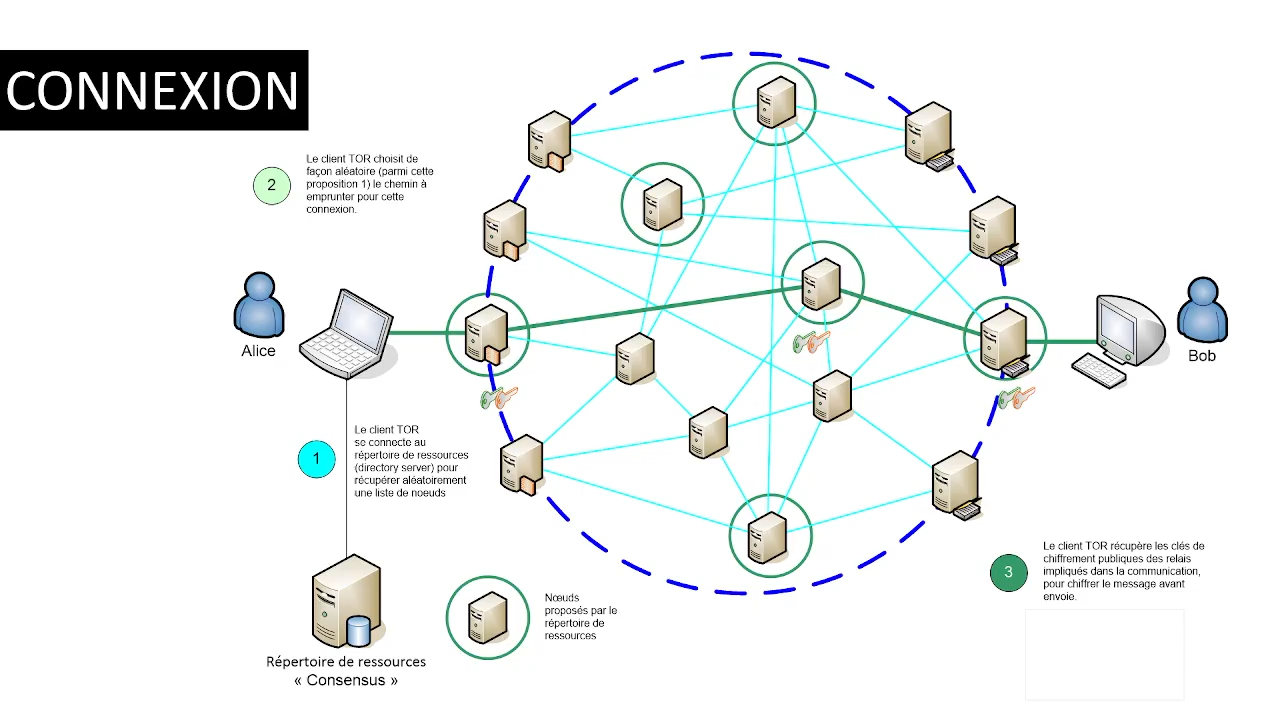 CONNEXION
2
Le client TOR choisit de
façon aléatoire (parmi cette
proposition 1) le chemin à
emprunter pour cette
connexion.
Alice
Bob
1
Le client TOR
se connecte au
répertoire de ressources
(directory server) pour
récupérer aléatoirement
une liste de noeuds
3
Le client TOR récupère les clés de
chiffrement publiques des relais
impliqués dans la communication,
pour chiffrer le message avant
envoie.
Nœuds
proposés par le
répertoire de
ressources
Répertoire de ressources
« Consensus »